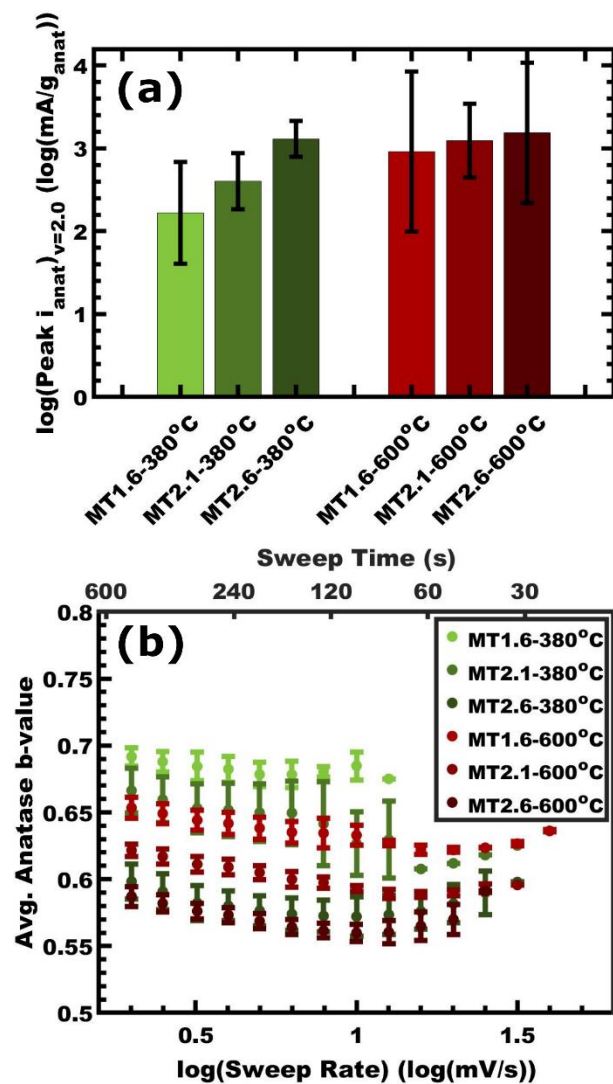 (a)
log(Peak i_anat)_v=2.0 (log(mA/g_anat))
4
3
2
1
0
MT1.6-380°C
MT2.1-380°C
MT2.6-380°C
MT1.6-600°C
MT2.1-600°C
MT2.6-600°C
Sweep Time (s)
600 240 120 60 30
(b)
Avg. Anatase b-value
0.8
0.75
0.7
0.65
0.6
0.55
0.5
MT1.6-380°C
MT2.1-380°C
MT2.6-380°C
MT1.6-600°C
MT2.1-600°C
MT2.6-600°C
0.5 1 1.5
log(Sweep Rate) (log(mV/s))